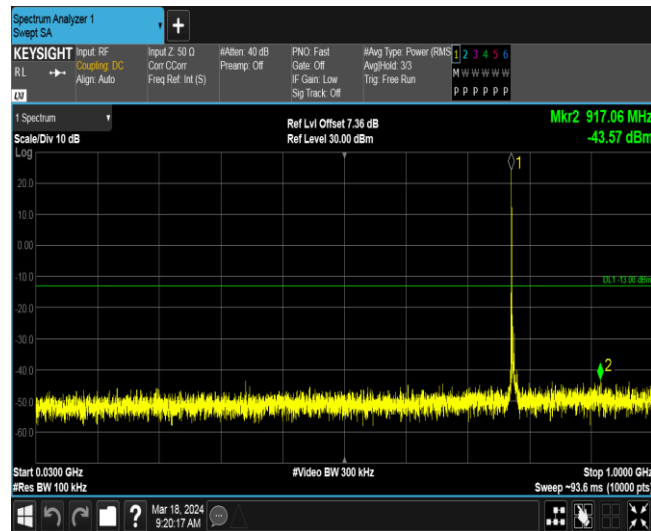 Spectrum Analyzer 1
Swept SA
+
KEYSIGHT
RL
LXI
Input: RF
Coupling: DC
Align: Auto
Input Z: 50 Ω
Corr CCorr
Freq Ref: Int (S)
#Atten: 40 dB
Preamp: Off
PNO: Fast
Gate: Off
IF Gain: Low
Sig Track: Off
#Avg Type: Power (RMS
Avg|Hold: 3/3
Trig: Free Run
1 2 3 4 5 6
M W W W W W
P P P P P P
1 Spectrum
Scale/Div 10 dB
Log
Ref Lvl Offset 7.36 dB
Ref Level 30.00 dBm
Mkr2 917.06 MHz
-43.57 dBm
1
20.0
10.0
0.00
-10.0
DL1 -13.00 dBm
-20.0
-30.0
-40.0
2
-50.0
-60.0
Start 0.0300 GHz
#Res BW 100 kHz
#Video BW 300 kHz
Stop 1.0000 GHz
Sweep ~93.6 ms (10000 pts)
?
Mar 18, 2024
9:20:17 AM